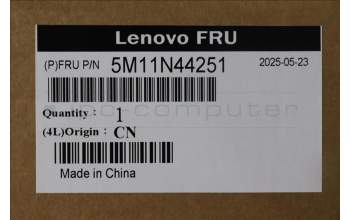 Lenovo FRU
(P)FRU P/N 5M11N44251 2025-05-23
Quantity : 1
(4L)Origin : CN
Made in China